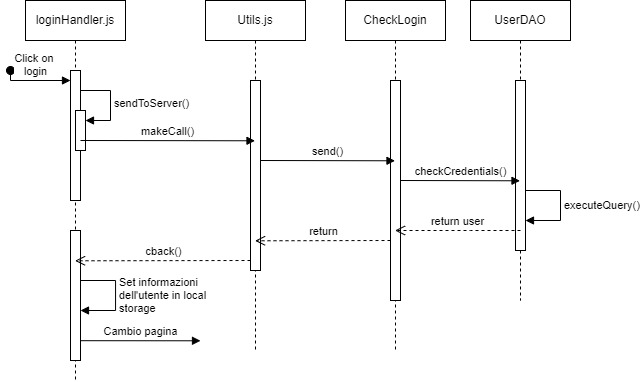 loginHandler.js
Utils.js
CheckLogin
UserDAO
Click on
login
sendToServer()
makeCall()
send()
checkCredentials()
executeQuery()
return user
return
cback()
Set informazioni
dell'utente in local
storage
Cambio pagina